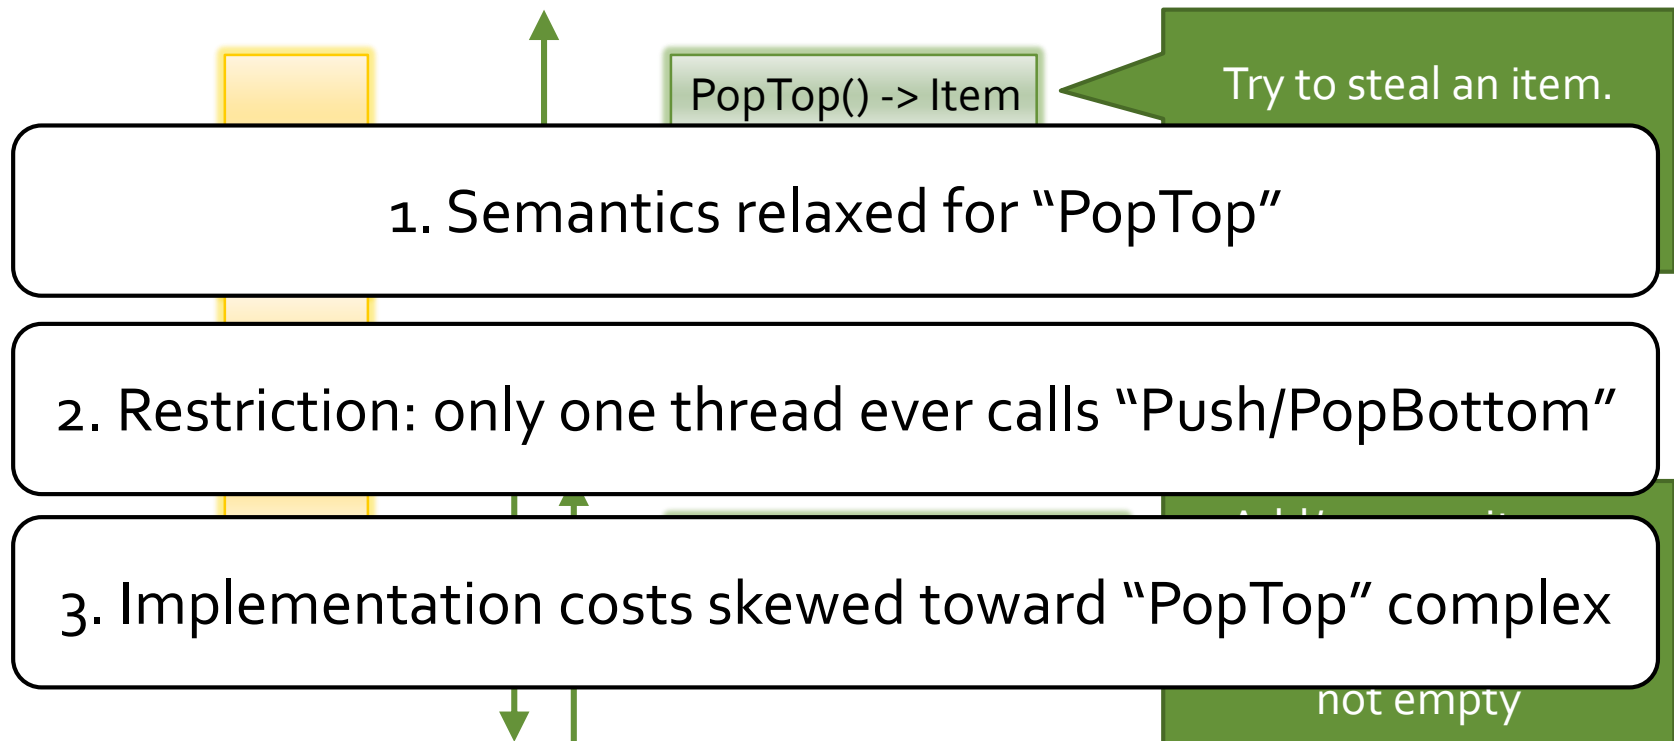 PopTop() -> Item
Try to steal an item.
1. Semantics relaxed for “PopTop”
2. Restriction: only one thread ever calls “Push/PopBottom”
3. Implementation costs skewed toward “PopTop” complex
not empty